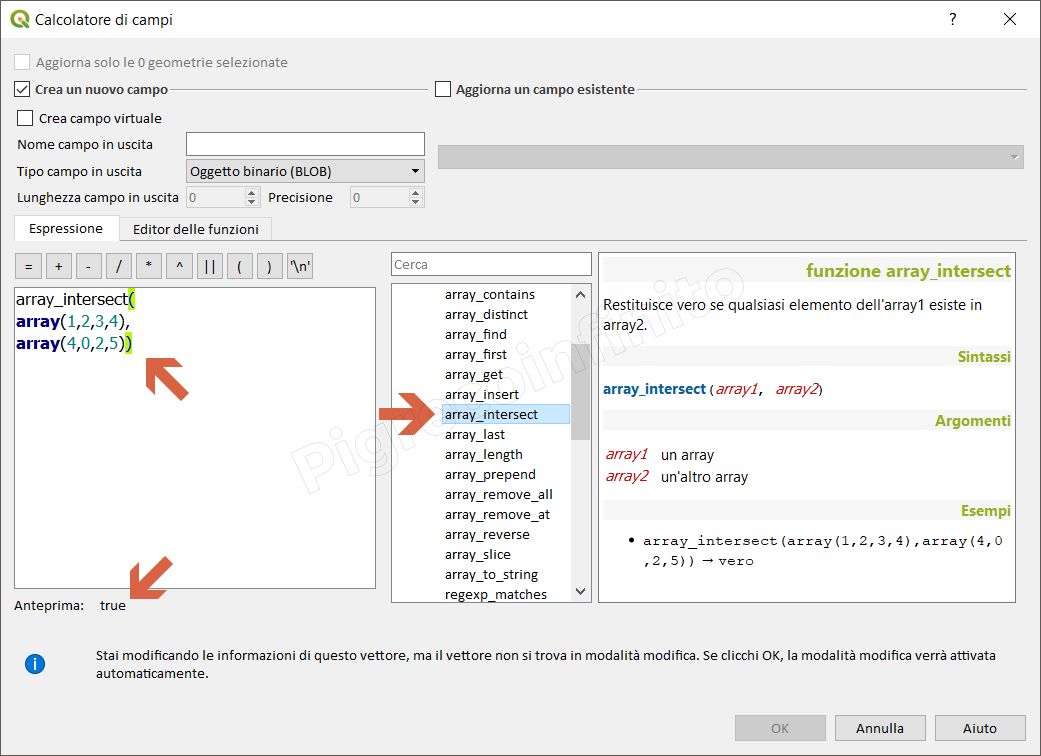 Calcolatore di campi
?
Aggiorna solo le 0 geometrie selezionate
Crea un nuovo campo
Aggiorna un campo esistente
Crea campo virtuale
Nome campo in uscita
Tipo campo in uscita
Oggetto binario (BLOB)
Lunghezza campo in uscita
0
Precisione
0
Espressione
Editor delle funzioni
= + - / * ^ || ( ) '\n'
array_intersect(
array(1,2,3,4),
array(4,0,2,5))
Anteprima: true
Cerca
array_contains
array_distinct
array_find
array_first
array_get
array_insert
array_intersect
array_last
array_length
array_prepend
array_remove_all
array_remove_at
array_reverse
array_slice
array_to_string
regexp_matches
funzione array_intersect
Restituisce vero se qualsiasi elemento dell'array1 esiste in
array2.
Sintassi
array_intersect(array1, array2)
Argomenti
array1 un array
array2 un'altro array
Esempi
• array_intersect(array(1,2,3,4),array(4,0
,2,5)) → vero
Pigrecoinfinito
i
Stai modificando le informazioni di questo vettore, ma il vettore non si trova in modalità modifica. Se clicchi OK, la modalità modifica verrà attivata
automaticamente.
OK
Annulla
Aiuto